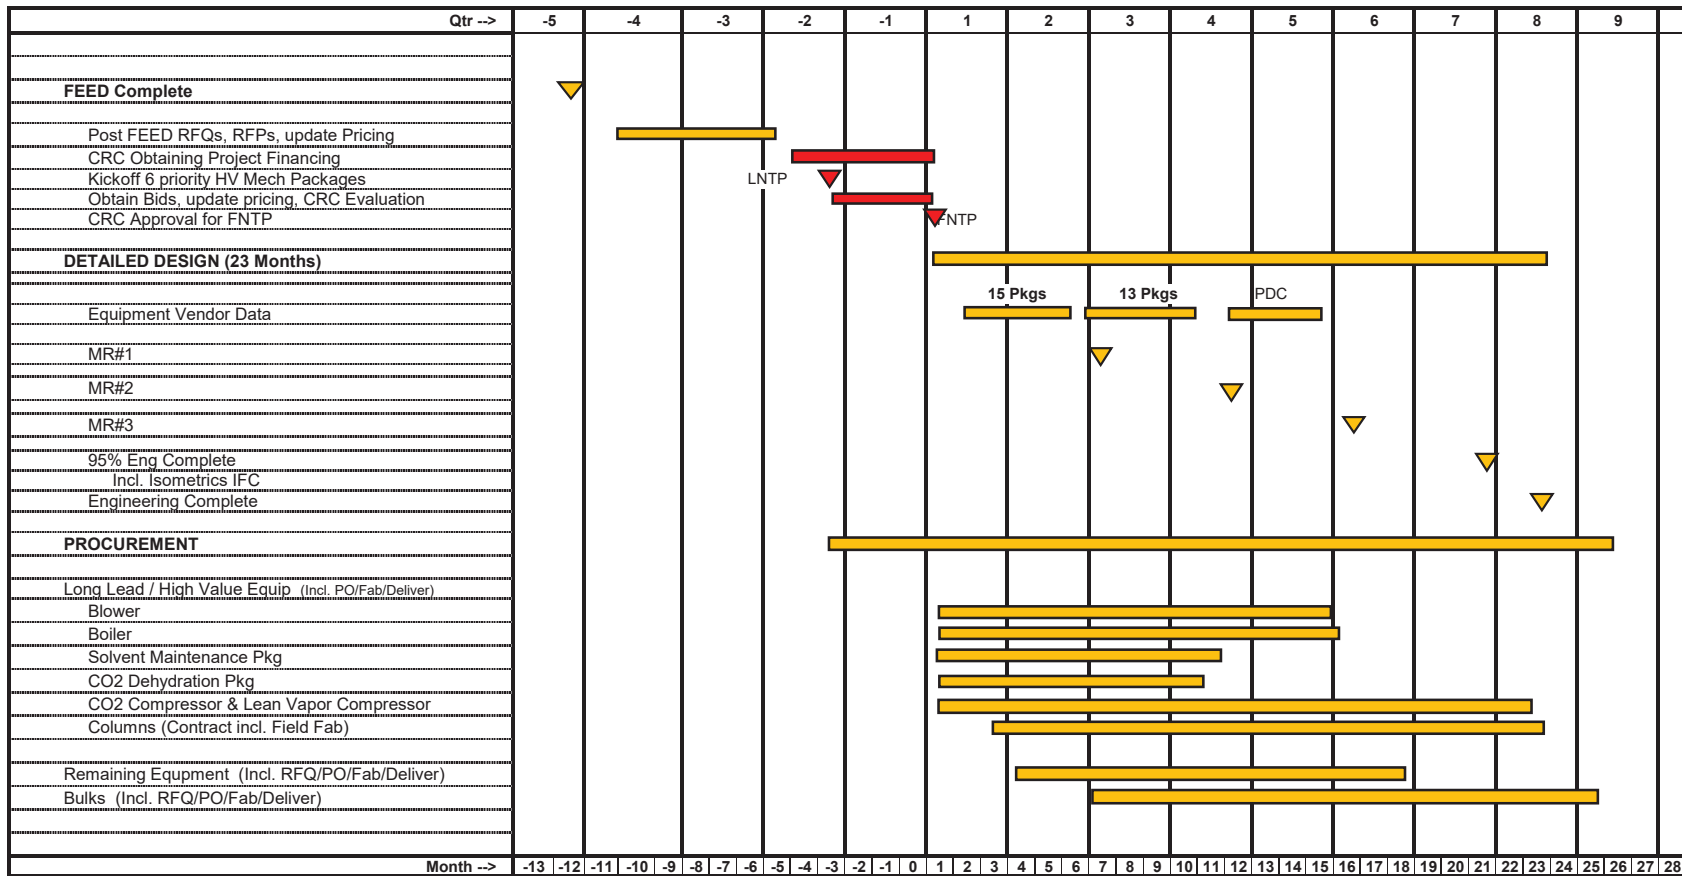 Qtr --> -5 -4 -3 -2 -1 1 2 3 4 5 6 7 8 9
FEED Complete
Post FEED RFQs, RFPs, update Pricing
CRC Obtaining Project Financing
Kickoff 6 priority HV Mech Packages LNTP
Obtain Bids, update pricing, CRC Evaluation
CRC Approval for FNTP FNTP
DETAILED DESIGN (23 Months)
15 Pkgs 13 Pkgs PDC
Equipment Vendor Data
MR#1
MR#2
MR#3
95% Eng Complete
Incl. Isometrics IFC
Engineering Complete
PROCUREMENT
Long Lead / High Value Equip (Incl. PO/Fab/Deliver)
Blower
Boiler
Solvent Maintenance Pkg
CO2 Dehydration Pkg
CO2 Compressor & Lean Vapor Compressor
Columns (Contract incl. Field Fab)
Remaining Equpment (Incl. RFQ/PO/Fab/Deliver)
Bulks (Incl. RFQ/PO/Fab/Deliver)
Month --> -13 -12 -11 -10 -9 -8 -7 -6 -5 -4 -3 -2 -1 0 1 2 3 4 5 6 7 8 9 10 11 12 13 14 15 16 17 18 19 20 21 22 23 24 25 26 27 28